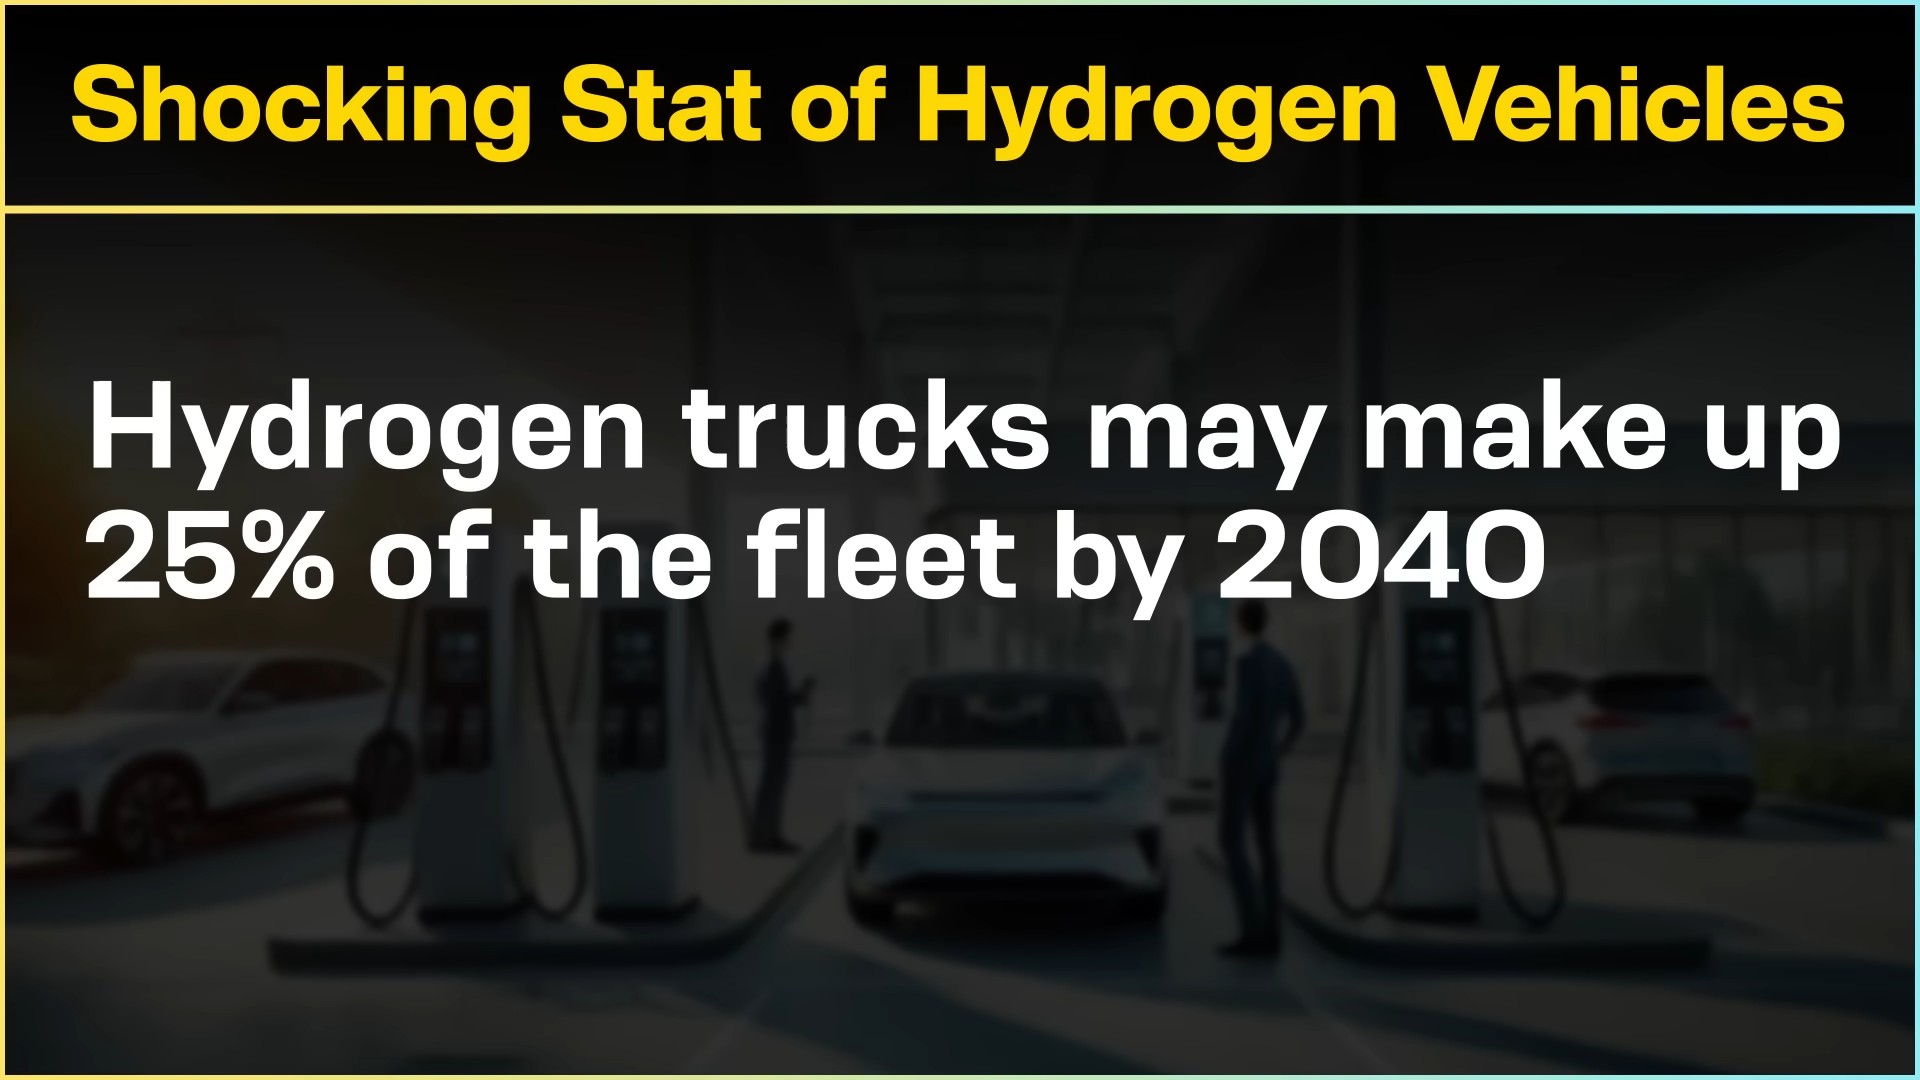 Shocking Stat of Hydrogen Vehicles
Hydrogen trucks may make up
25% of the fleet by 2040